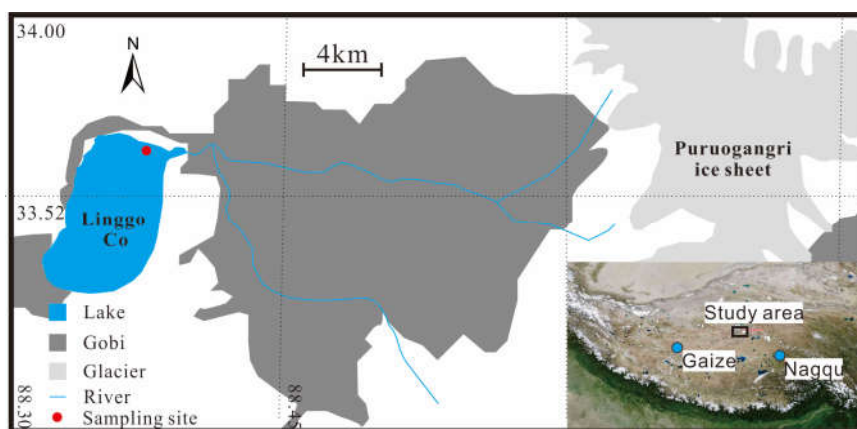 34.00
N
4km
Puruogangri
ice sheet
33.52
Linggo
Co
Lake
Gobi
Glacier
River
Sampling site
88.30
88.45
Study area
Gaize
Nagqu